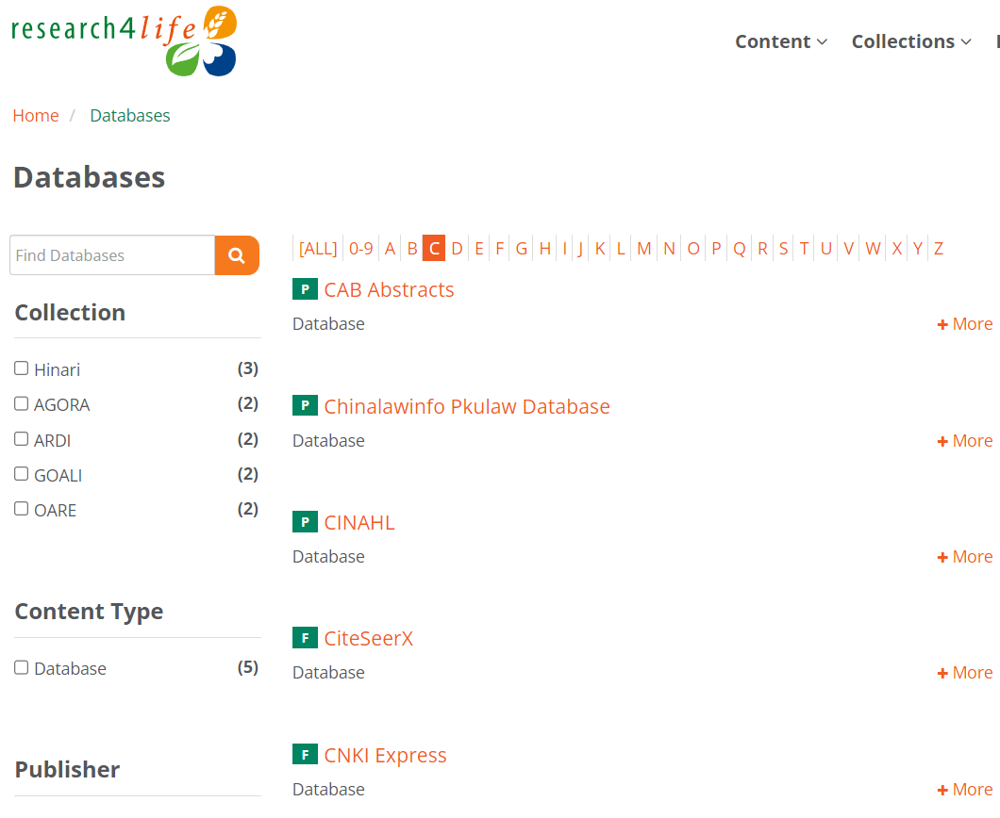 research4life
Content Collections
Home / Databases
Databases
Find Databases
[ALL] 0-9 A B C D E F G H I J K L M N O P Q R S T U V W X Y Z
Collection
Hinari (3)
AGORA (2)
ARDI (2)
GOALI (2)
OARE (2)
Content Type
Database (5)
Publisher
P CAB Abstracts
Database + More
P Chinalawinfo Pkulaw Database
Database + More
P CINAHL
Database + More
F CiteSeerX
Database + More
F CNKI Express
Database + More